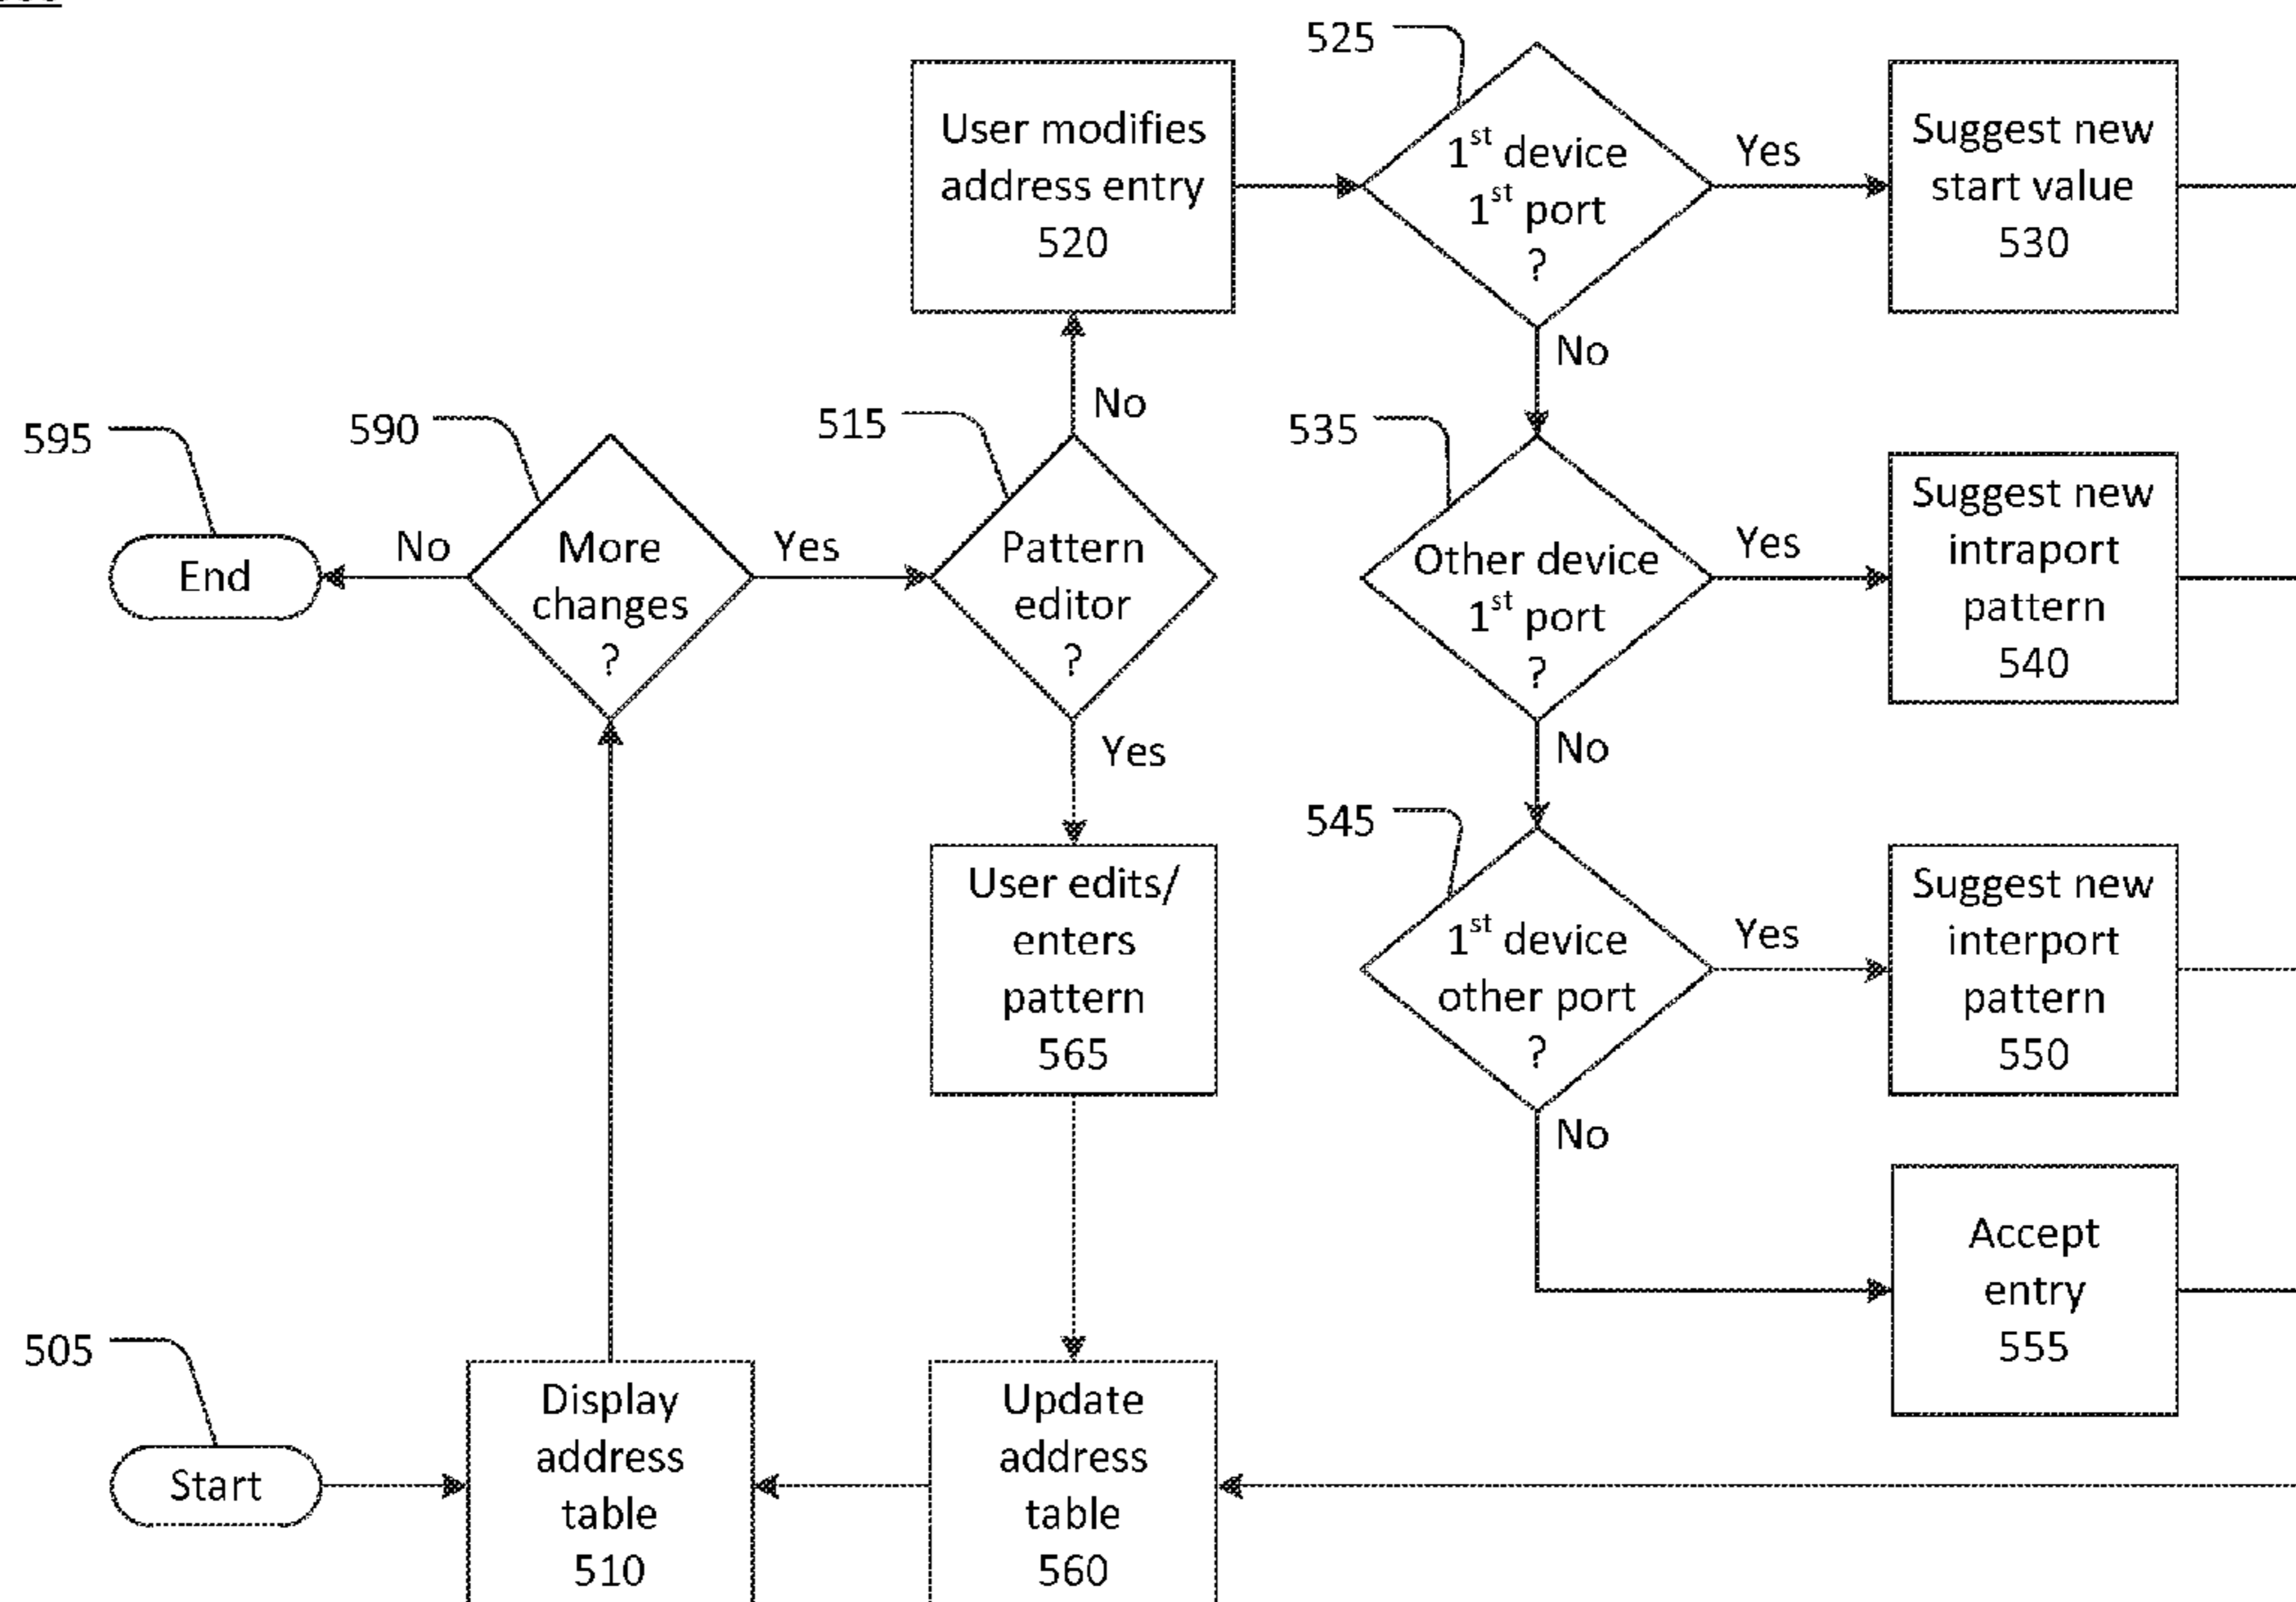 525
User modifies
address entry
520
1st device
1st port
?
Yes
Suggest new
start value
530
No
595
590
515
No
535
End
No
More
changes
?
Yes
Pattern
editor
?
Other device
1st port
?
Yes
Suggest new
intraport
pattern
540
Yes
No
545
User edits/
enters
pattern
565
1st device
other port
?
Yes
Suggest new
interport
pattern
550
No
Accept
entry
555
505
Start
Display
address
table
510
Update
address
table
560